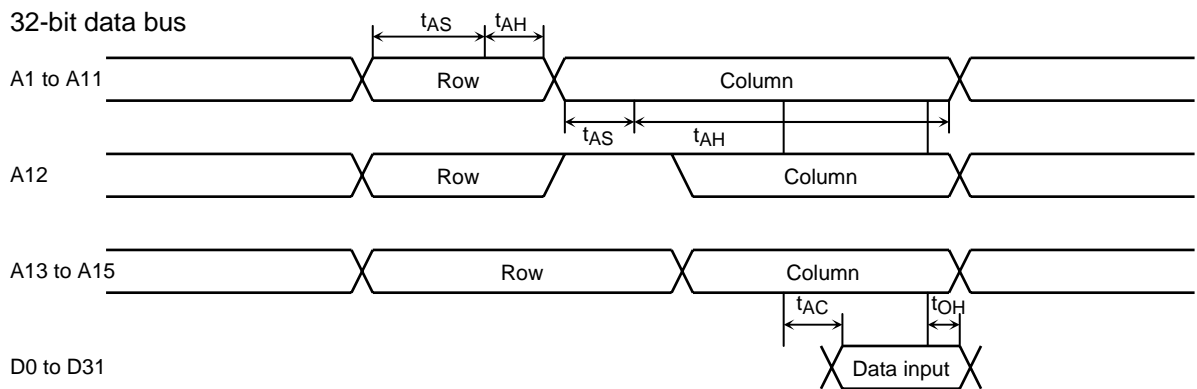 32-bit data bus
tAS tAH
A1 to A11 Row Column
tAS tAH
A12 Row Column
A13 to A15 Row Column
tAC tOH
D0 to D31 Data input